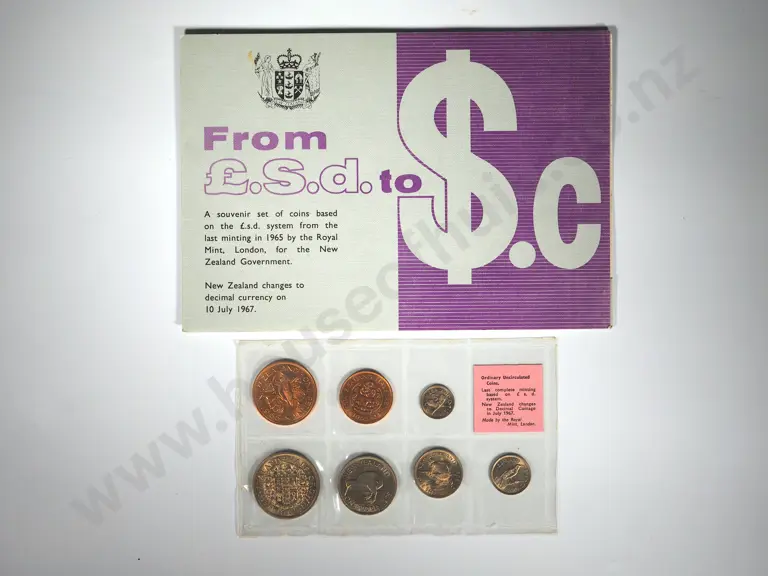 From
£.S.d. to
$.c
A souvenir set of coins based
on the £.s.d. system from the
last minting in 1965 by the Royal
Mint, London, for the New
Zealand Government.
New Zealand changes to
decimal currency on
10 July 1967.
Ordinary Uncirculated
Coins.
Last complete minting
based on £ s. d.
system.
New Zealand changes
to Decimal Coinage
in July 1967.
Made by the Royal
Mint, London.
www.houseofhuia.co.nz